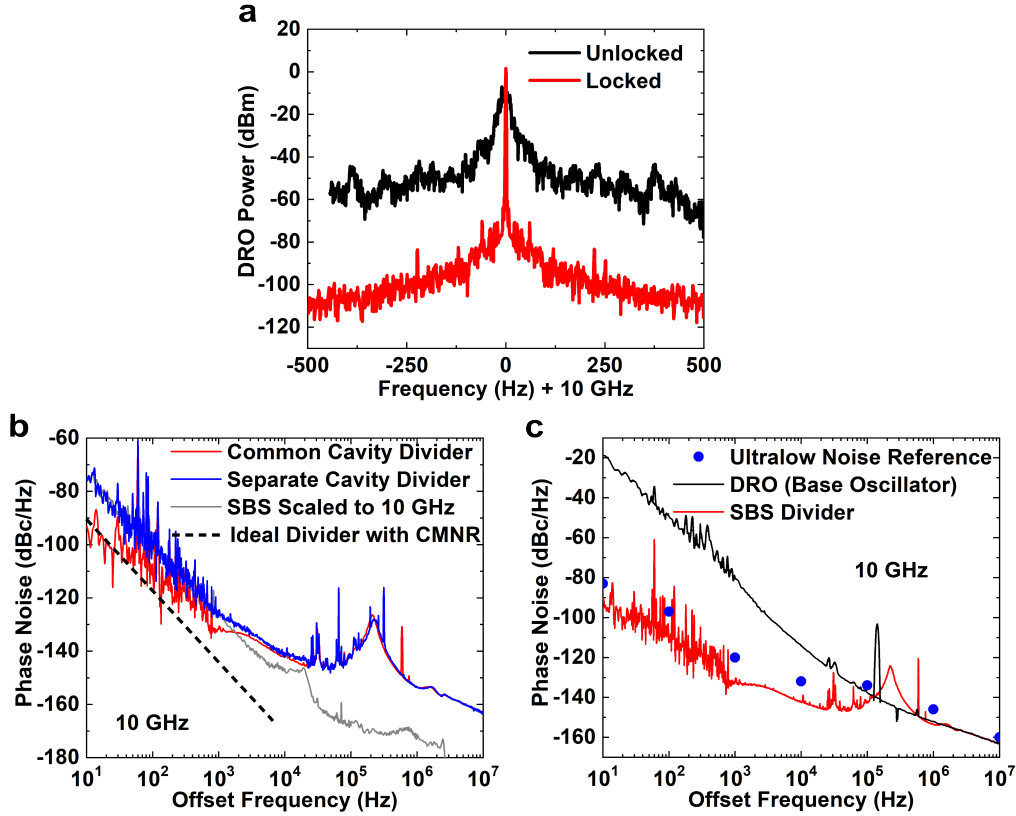 a
20
0
-20
-40
-60
-80
-100
-120
DRO Power (dBm)
Unlocked
Locked
-500 -250 0 250 500
Frequency (Hz) + 10 GHz
b
-60
-80
-100
-120
-140
-160
-180
Phase Noise (dBc/Hz)
Common Cavity Divider
Separate Cavity Divider
SBS Scaled to 10 GHz
Ideal Divider with CMNR
10 GHz
10¹ 10² 10³ 10⁴ 10⁵ 10⁶ 10⁷
Offset Frequency (Hz)
c
-20
-40
-60
-80
-100
-120
-140
-160
Phase Noise (dBc/Hz)
Ultralow Noise Reference
DRO (Base Oscillator)
SBS Divider
10 GHz
10¹ 10² 10³ 10⁴ 10⁵ 10⁶ 10⁷
Offset Frequency (Hz)